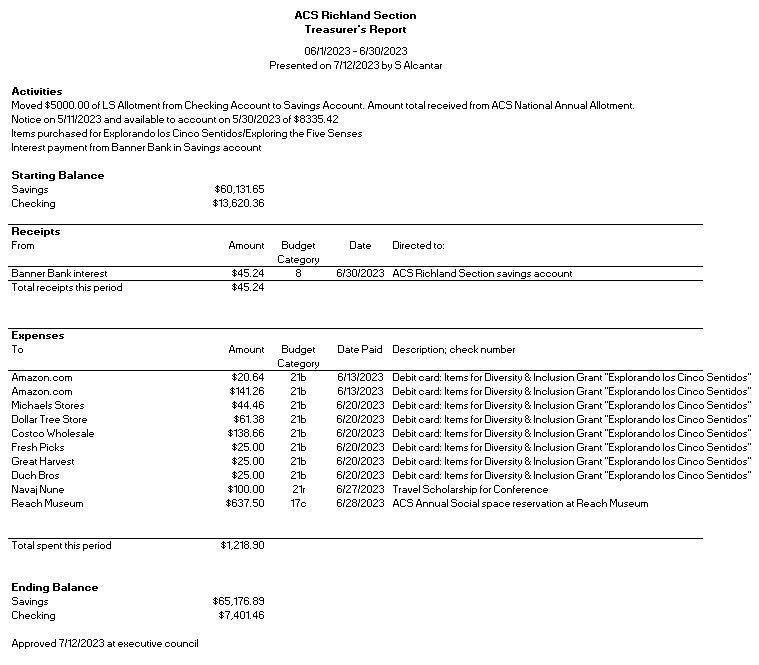 ACS Richland Section
Treasurer's Report
06/1/2023 - 6/30/2023
Presented on 7/12/2023 by S Alcantar
Activities
Moved $5000.00 of LS Allotment from Checking Account to Savings Account. Amount total received from ACS National Annual Allotment.
Notice on 5/11/2023 and available to account on 5/30/2023 of $8335.42
Items purchased for Explorando los Cinco Sentidos/Exploring the Five Senses
Interest payment from Banner Bank in Savings account
Starting Balance
Savings $60,131.65
Checking $13,620.36
Receipts
From Amount Budget Category Date Directed to:
Banner Bank interest $45.24 8 6/30/2023 ACS Richland Section savings account
Total receipts this period $45.24
Expenses
To Amount Budget Category Date Paid Description; check number
Amazon.com $20.64 21b 6/13/2023 Debit card: Items for Diversity & Inclusion Grant "Explorando los Cinco Sentidos"
Amazon.com $141.26 21b 6/13/2023 Debit card: Items for Diversity & Inclusion Grant "Explorando los Cinco Sentidos"
Michaels Stores $44.46 21b 6/20/2023 Debit card: Items for Diversity & Inclusion Grant "Explorando los Cinco Sentidos"
Dollar Tree Store $61.38 21b 6/20/2023 Debit card: Items for Diversity & Inclusion Grant "Explorando los Cinco Sentidos"
Costco Wholesale $138.66 21b 6/20/2023 Debit card: Items for Diversity & Inclusion Grant "Explorando los Cinco Sentidos"
Fresh Picks $25.00 21b 6/20/2023 Debit card: Items for Diversity & Inclusion Grant "Explorando los Cinco Sentidos"
Great Harvest $25.00 21b 6/20/2023 Debit card: Items for Diversity & Inclusion Grant "Explorando los Cinco Sentidos"
Duch Bros $25.00 21b 6/20/2023 Debit card: Items for Diversity & Inclusion Grant "Explorando los Cinco Sentidos"
Navaj Nune $100.00 21r 6/27/2023 Travel Scholarship for Conference
Reach Museum $637.50 17c 6/28/2023 ACS Annual Social space reservation at Reach Museum
Total spent this period $1,218.90
Ending Balance
Savings $65,176.89
Checking $7,401.46
Approved 7/12/2023 at executive council